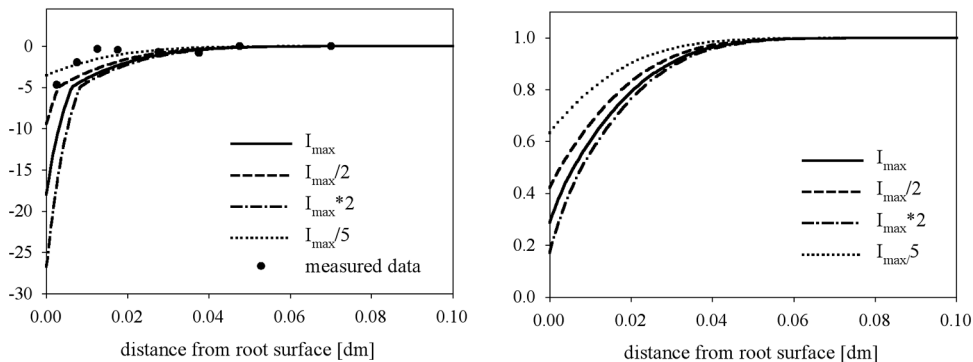 0
-5
-10
-15
-20
-25
-30
I_max
I_max/2
I_max*2
I_max/5
measured data
0.00 0.02 0.04 0.06 0.08 0.10
distance from root surface [dm]
1.0
0.8
0.6
0.4
0.2
0.0
I_max
I_max/2
I_max*2
I_max/5
0.00 0.02 0.04 0.06 0.08 0.10
distance from root surface [dm]